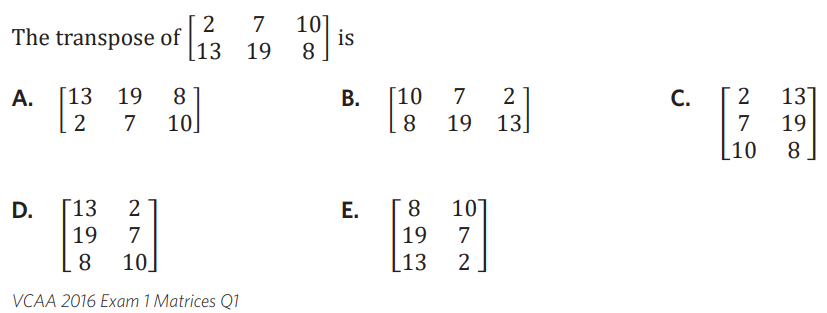 The transpose of [2 7 10] is
[13 19 8]
A. [13 19 8]
[2 7 10]
B. [10 7 2]
[8 19 13]
C. [2 13]
[7 19]
[10 8]
D. [13 2]
[19 7]
[8 10]
E. [8 10]
[19 7]
[13 2]
VCAA 2016 Exam 1 Matrices Q1